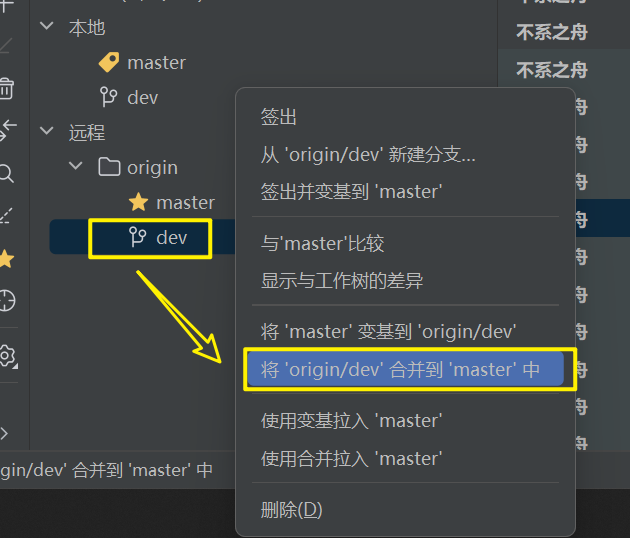 不系之舟
本地
不系之舟
master
不系之舟
dev
签出
舟
远程
从 'origin/dev' 新建分支...
舟
origin
签出并变基到 'master'
舟
master
舟
dev
与'master'比较
舟
显示与工作树的差异
舟
将 'master' 变基到 'origin/dev'
舟
将 'origin/dev' 合并到 'master' 中
舟
使用变基拉入 'master'
舟
使用合并拉入 'master'
舟
gin/dev' 合并到 'master' 中
删除(D)